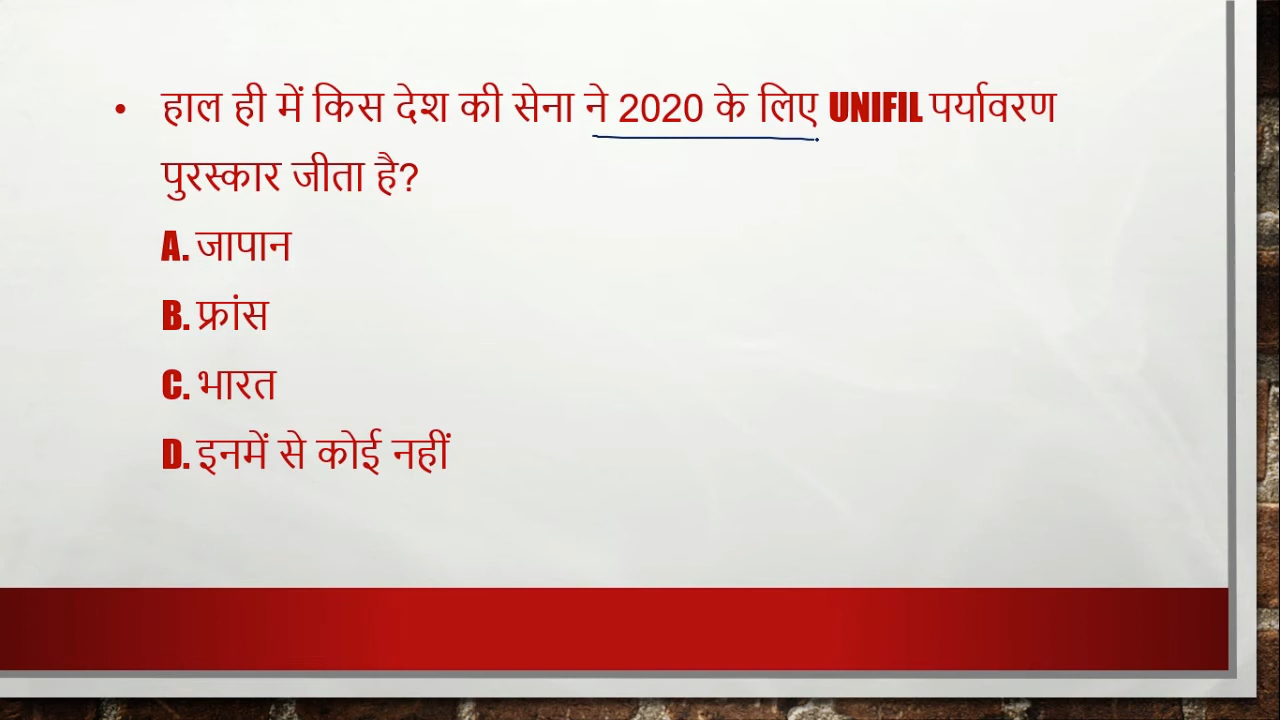 • हाल ही में किस देश की सेना ने 2020 के लिए UNIFIL पर्यावरण
पुरस्कार जीता है?
A. जापान
B. फ्रांस
C. भारत
D. इनमें से कोई नहीं